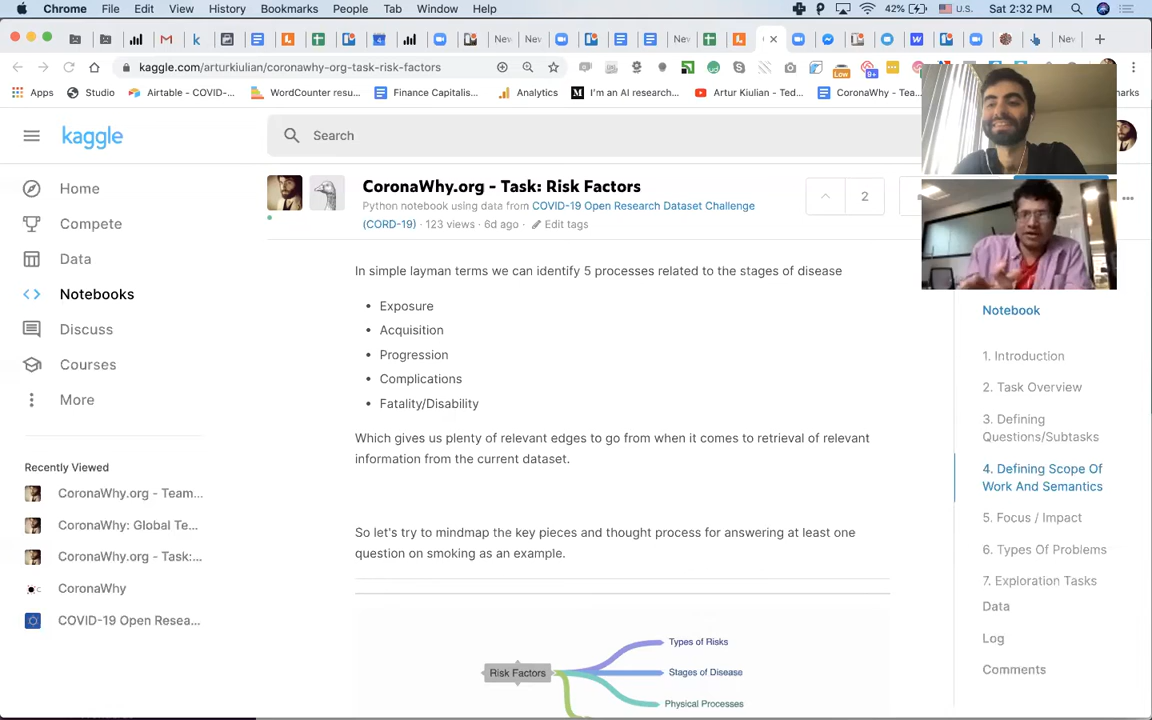 Chrome File Edit View History Bookmarks People Tab Window Help 42% U.S. Sat 2:32 PM
kaggle.com/arturkiulian/coronawhy-org-task-risk-factors
Apps Studio Airtable – COVID-... WordCounter resu... Finance Capitalis... Analytics I'm an AI research... Artur Kiulian - Ted... CoronaWhy - Tea...
kaggle
Search
Home
Compete
Data
Notebooks
Discuss
Courses
More
Recently Viewed
CoronaWhy.org - Team...
CoronaWhy: Global Te...
CoronaWhy.org - Task:...
CoronaWhy
COVID-19 Open Resea...
CoronaWhy.org - Task: Risk Factors
Python notebook using data from COVID-19 Open Research Dataset Challenge
(CORD-19) · 123 views · 6d ago · Edit tags
2
In simple layman terms we can identify 5 processes related to the stages of disease
• Exposure
• Acquisition
• Progression
• Complications
• Fatality/Disability
Which gives us plenty of relevant edges to go from when it comes to retrieval of relevant
information from the current dataset.
So let's try to mindmap the key pieces and thought process for answering at least one
question on smoking as an example.
Risk Factors
Types of Risks
Stages of Disease
Physical Processes
Notebook
1. Introduction
2. Task Overview
3. Defining
Questions/Subtasks
4. Defining Scope Of
Work And Semantics
5. Focus / Impact
6. Types Of Problems
7. Exploration Tasks
Data
Log
Comments